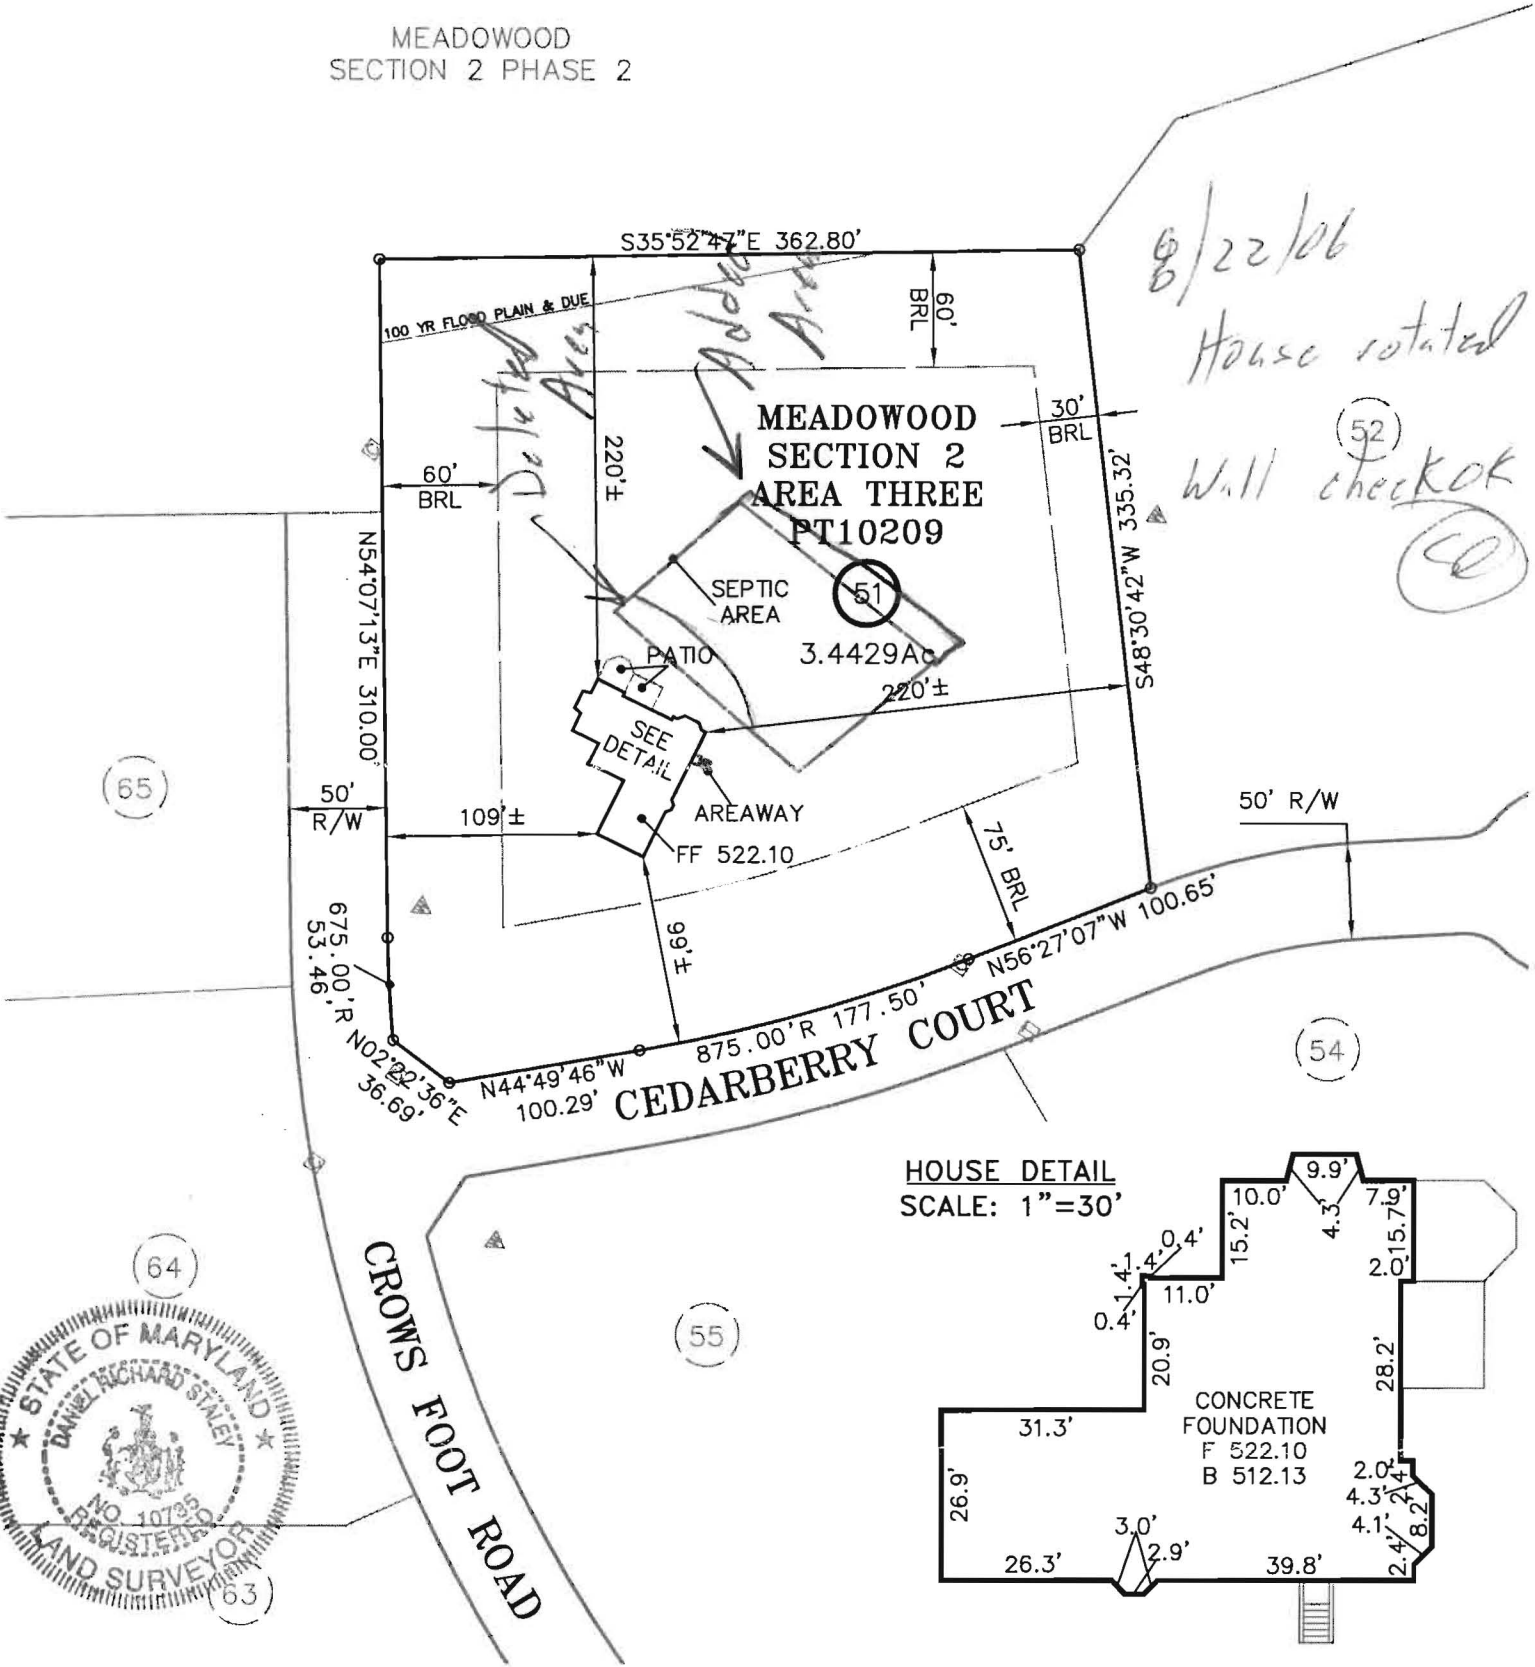 MEADOWOOD
SECTION 2 PHASE 2
S35°52'47"E 362.80'
8/22/06
House rotated
Will check OK
100 YR FLOOD PLAIN & DUE
Deleted
Area
Added
Area
60'
BRL
60'
BRL
30'
BRL
52
220'±
MEADOWOOD
SECTION 2
AREA THREE
PT10209
51
3.4429Ac
SEPTIC
AREA
N54°07'13"E 310.00'
S48°30'42"W 335.32'
PATIO
220'±
SEE
DETAIL
AREAWAY
FF 522.10
65
50'
R/W
109'±
50' R/W
75' BRL
99'±
675.00'R
53.46'
N02°22'36"E
36.69'
N44°49'46"W
100.29'
875.00'R 177.50'
N56°27'07"W 100.65'
CEDARBERRY COURT
54
CROWS FOOT ROAD
64
55
63
STATE OF MARYLAND
DANIEL RICHARD STALEY
NO. 10735
REGISTERED
LAND SURVEYOR
HOUSE DETAIL
SCALE: 1"=30'
9.9'
10.0'
4.3'
7.9'
15.2'
15.7'
0.4'
1.4'
1.4'
0.4'
11.0'
2.0'
20.9'
28.2'
31.3'
CONCRETE
FOUNDATION
F 522.10
B 512.13
26.9'
2.0'
2.4'
4.3'
8.2'
4.1'
2.4'
3.0'
2.9'
26.3'
39.8'